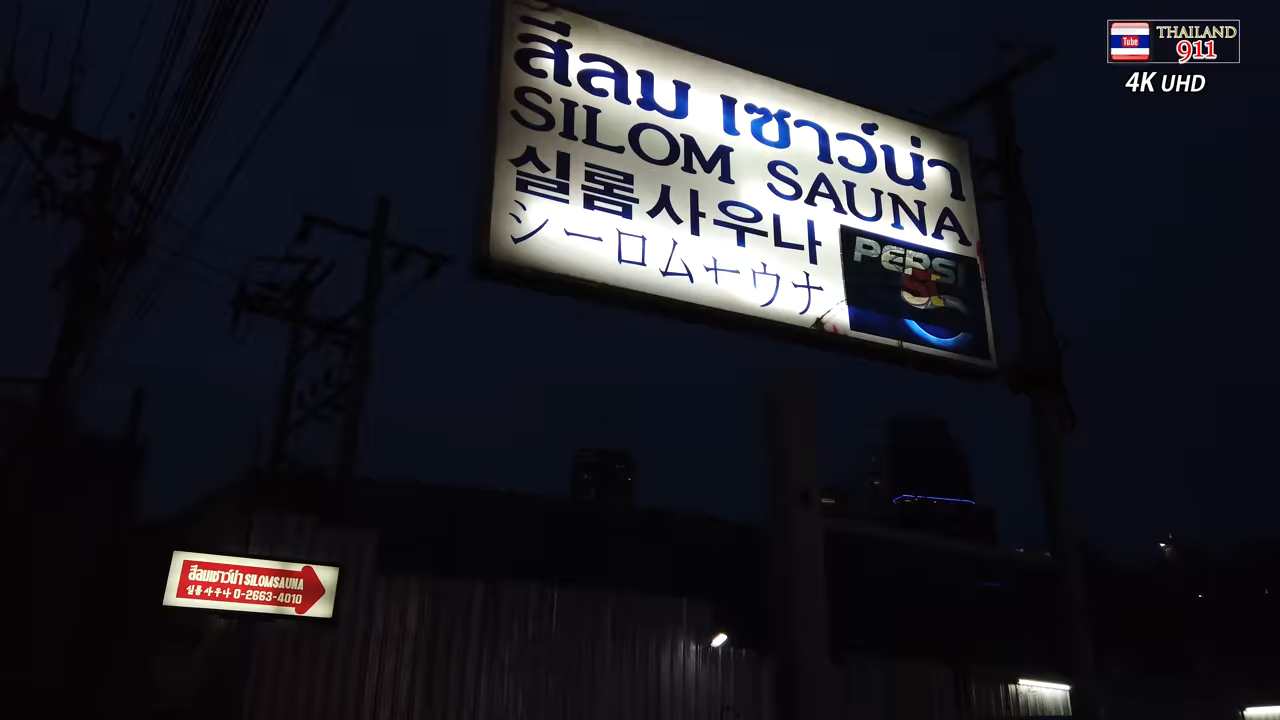 สีลม เซาว์น่า
SILOM SAUNA
실롬사우나
シーロムサウナ
PEPSI
สีลมเซาว์น่า SILOMSAUNA
실롬사우나 0-2663-4010
Tube
THAILAND
911
4K UHD